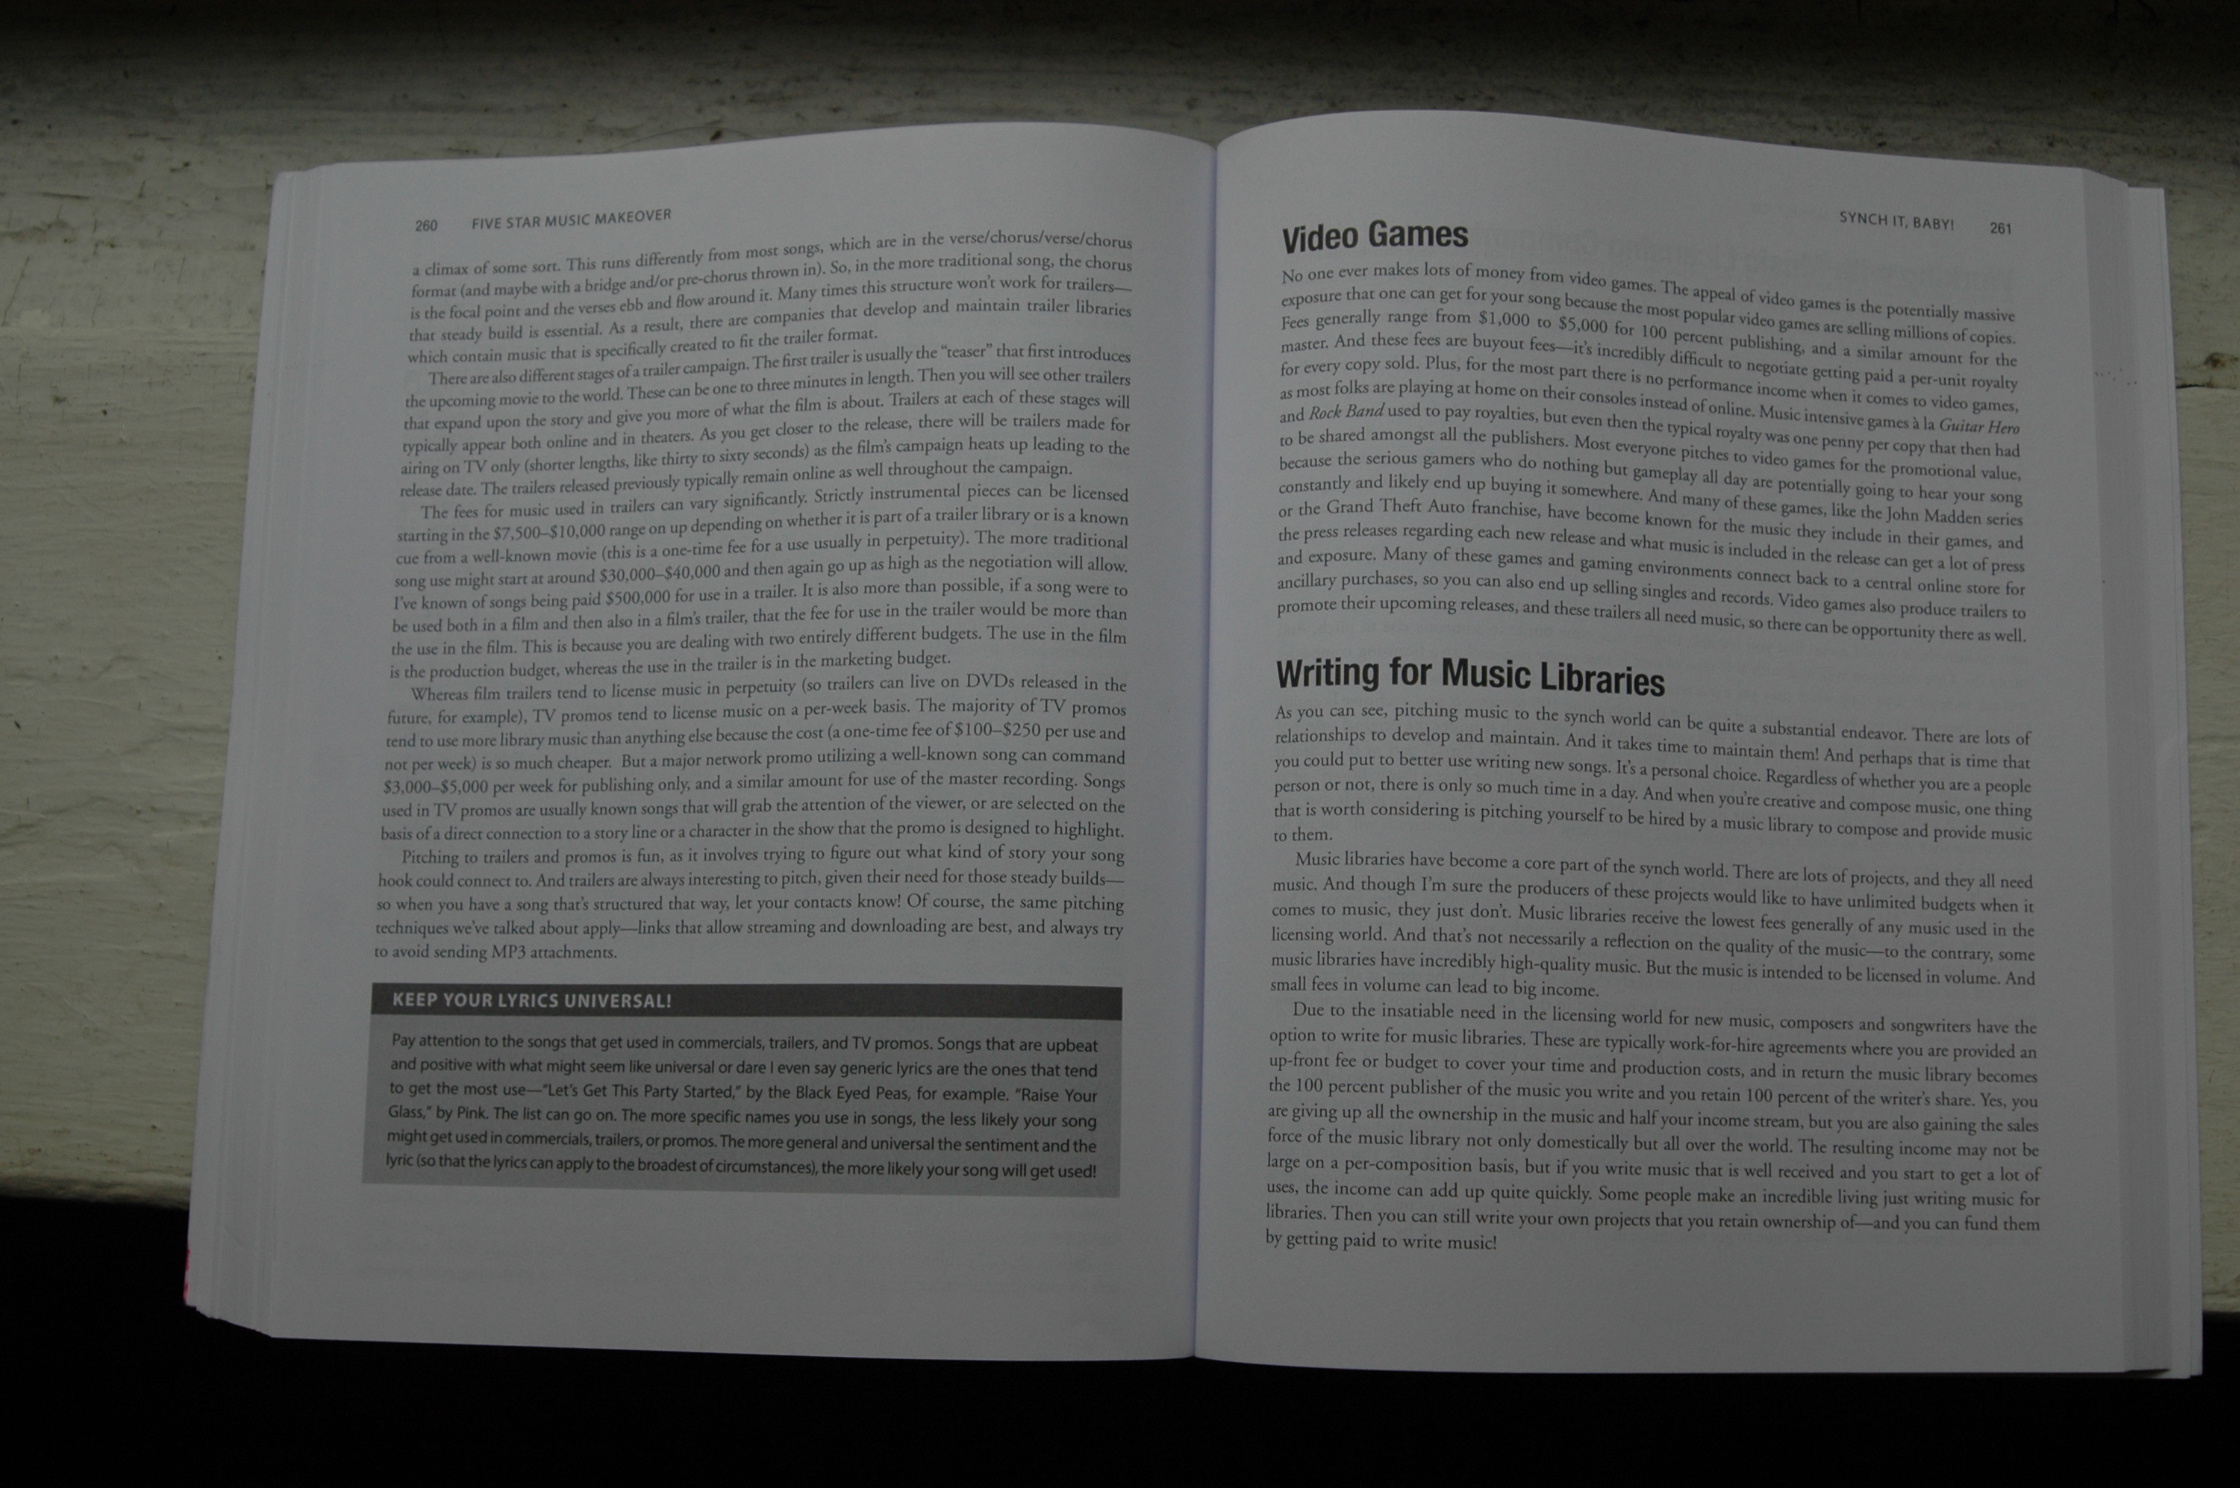 260 FIVE STAR MUSIC MAKEOVER
a climax of some sort. This runs differently from most songs, which are in the verse/chorus/verse/chorus
format (and maybe with a bridge and/or pre-chorus thrown in). So, in the more traditional song, the chorus
is the focal point and the verses ebb and flow around it. Many times this structure won't work for trailers—
that steady build is essential. As a result, there are companies that develop and maintain trailer libraries
which contain music that is specifically created to fit the trailer format.
There are also different stages of a trailer campaign. The first trailer is usually the “teaser” that first introduces
the upcoming movie to the world. These can be one to three minutes in length. Then you will see other trailers
that expand upon the story and give you more of what the film is about. Trailers at each of these stages will
typically appear both online and in theaters. As you get closer to the release, there will be trailers made for
airing on TV only (shorter lengths, like thirty to sixty seconds) as the film's campaign heats up leading to the
release date. The trailers released previously typically remain online as well throughout the campaign.
The fees for music used in trailers can vary significantly. Strictly instrumental pieces can be licensed
starting in the $7,500–$10,000 range on up depending on whether it is part of a trailer library or is a known
cue from a well-known movie (this is a one-time fee for a use usually in perpetuity). The more traditional
song use might start at around $30,000–$40,000 and then again go up as high as the negotiation will allow.
I've known of songs being paid $500,000 for use in a trailer. It is also more than possible, if a song were to
be used both in a film and then also in a film's trailer, that the fee for use in the trailer would be more than
the use in the film. This is because you are dealing with two entirely different budgets. The use in the film
is the production budget, whereas the use in the trailer is in the marketing budget.
Whereas film trailers tend to license music in perpetuity (so trailers can live on DVDs released in the
future, for example), TV promos tend to license music on a per-week basis. The majority of TV promos
tend to use more library music than anything else because the cost (a one-time fee of $100–$250 per use and
not per week) is so much cheaper. But a major network promo utilizing a well-known song can command
$3,000–$5,000 per week for publishing only, and a similar amount for use of the master recording. Songs
used in TV promos are usually known songs that will grab the attention of the viewer, or are selected on the
basis of a direct connection to a story line or a character in the show that the promo is designed to highlight.
Pitching to trailers and promos is fun, as it involves trying to figure out what kind of story your song
hook could connect to. And trailers are always interesting to pitch, given their need for those steady builds—
so when you have a song that's structured that way, let your contacts know! Of course, the same pitching
techniques we've talked about apply—links that allow streaming and downloading are best, and always try
to avoid sending MP3 attachments.
KEEP YOUR LYRICS UNIVERSAL!
Pay attention to the songs that get used in commercials, trailers, and TV promos. Songs that are upbeat
and positive with what might seem like universal or dare I even say generic lyrics are the ones that tend
to get the most use—“Let's Get This Party Started,” by the Black Eyed Peas, for example. “Raise Your
Glass,” by Pink. The list can go on. The more specific names you use in songs, the less likely your song
might get used in commercials, trailers, or promos. The more general and universal the sentiment and the
lyric (so that the lyrics can apply to the broadest of circumstances), the more likely your song will get used!
SYNCH IT, BABY! 261
Video Games
No one ever makes lots of money from video games. The appeal of video games is the potentially massive
exposure that one can get for your song because the most popular video games are selling millions of copies.
Fees generally range from $1,000 to $5,000 for 100 percent publishing, and a similar amount for the
master. And these fees are buyout fees—it's incredibly difficult to negotiate getting paid a per-unit royalty
for every copy sold. Plus, for the most part there is no performance income when it comes to video games,
as most folks are playing at home on their consoles instead of online. Music intensive games à la Guitar Hero
and Rock Band used to pay royalties, but even then the typical royalty was one penny per copy that then had
to be shared amongst all the publishers. Most everyone pitches to video games for the promotional value,
because the serious gamers who do nothing but gameplay all day are potentially going to hear your song
constantly and likely end up buying it somewhere. And many of these games, like the John Madden series
or the Grand Theft Auto franchise, have become known for the music they include in their games, and
the press releases regarding each new release and what music is included in the release can get a lot of press
and exposure. Many of these games and gaming environments connect back to a central online store for
ancillary purchases, so you can also end up selling singles and records. Video games also produce trailers to
promote their upcoming releases, and these trailers all need music, so there can be opportunity there as well.
Writing for Music Libraries
As you can see, pitching music to the synch world can be quite a substantial endeavor. There are lots of
relationships to develop and maintain. And it takes time to maintain them! And perhaps that is time that
you could put to better use writing new songs. It's a personal choice. Regardless of whether you are a people
person or not, there is only so much time in a day. And when you're creative and compose music, one thing
that is worth considering is pitching yourself to be hired by a music library to compose and provide music
to them.
Music libraries have become a core part of the synch world. There are lots of projects, and they all need
music. And though I'm sure the producers of these projects would like to have unlimited budgets when it
comes to music, they just don't. Music libraries receive the lowest fees generally of any music used in the
licensing world. And that's not necessarily a reflection on the quality of the music—to the contrary, some
music libraries have incredibly high-quality music. But the music is intended to be licensed in volume. And
small fees in volume can lead to big income.
Due to the insatiable need in the licensing world for new music, composers and songwriters have the
option to write for music libraries. These are typically work-for-hire agreements where you are provided an
up-front fee or budget to cover your time and production costs, and in return the music library becomes
the 100 percent publisher of the music you write and you retain 100 percent of the writer's share. Yes, you
are giving up all the ownership in the music and half your income stream, but you are also gaining the sales
force of the music library not only domestically but all over the world. The resulting income may not be
large on a per-composition basis, but if you write music that is well received and you start to get a lot of
uses, the income can add up quite quickly. Some people make an incredible living just writing music for
libraries. Then you can still write your own projects that you retain ownership of—and you can fund them
by getting paid to write music!